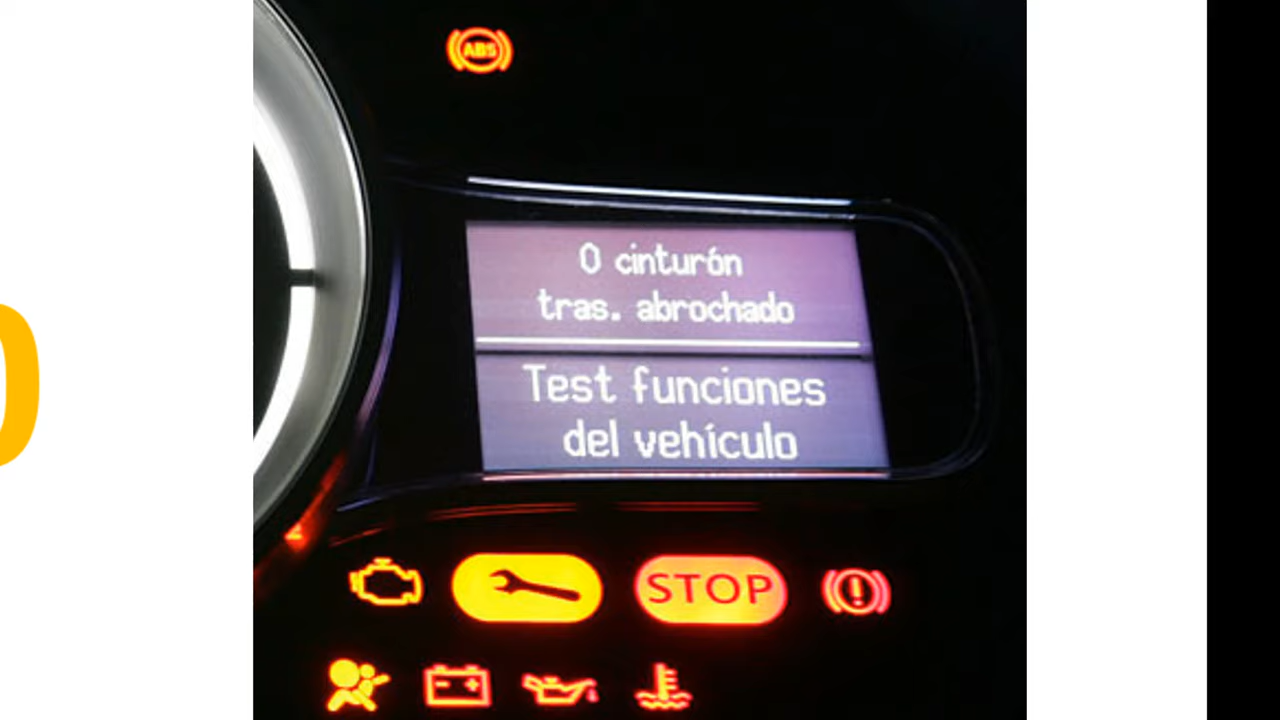 ABS
0 cinturón
tras. abrochado
Test funciones
del vehículo
STOP